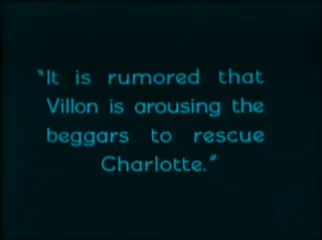 "It is rumored that
Villon is arousing the
beggars to rescue
Charlotte."